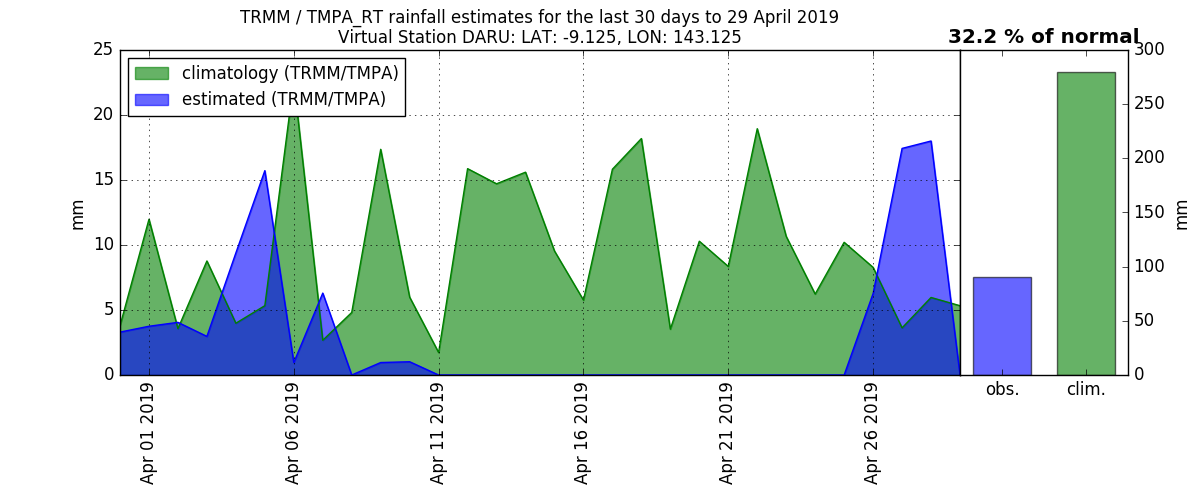 TRMM / TMPA_RT rainfall estimates for the last 30 days to 29 April 2019
Virtual Station DARU: LAT: -9.125, LON: 143.125
32.2 % of normal
climatology (TRMM/TMPA)
estimated (TRMM/TMPA)
25
20
15
10
5
0
mm
Apr 01 2019
Apr 06 2019
Apr 11 2019
Apr 16 2019
Apr 21 2019
Apr 26 2019
300
250
200
150
100
50
0
mm
obs.
clim.